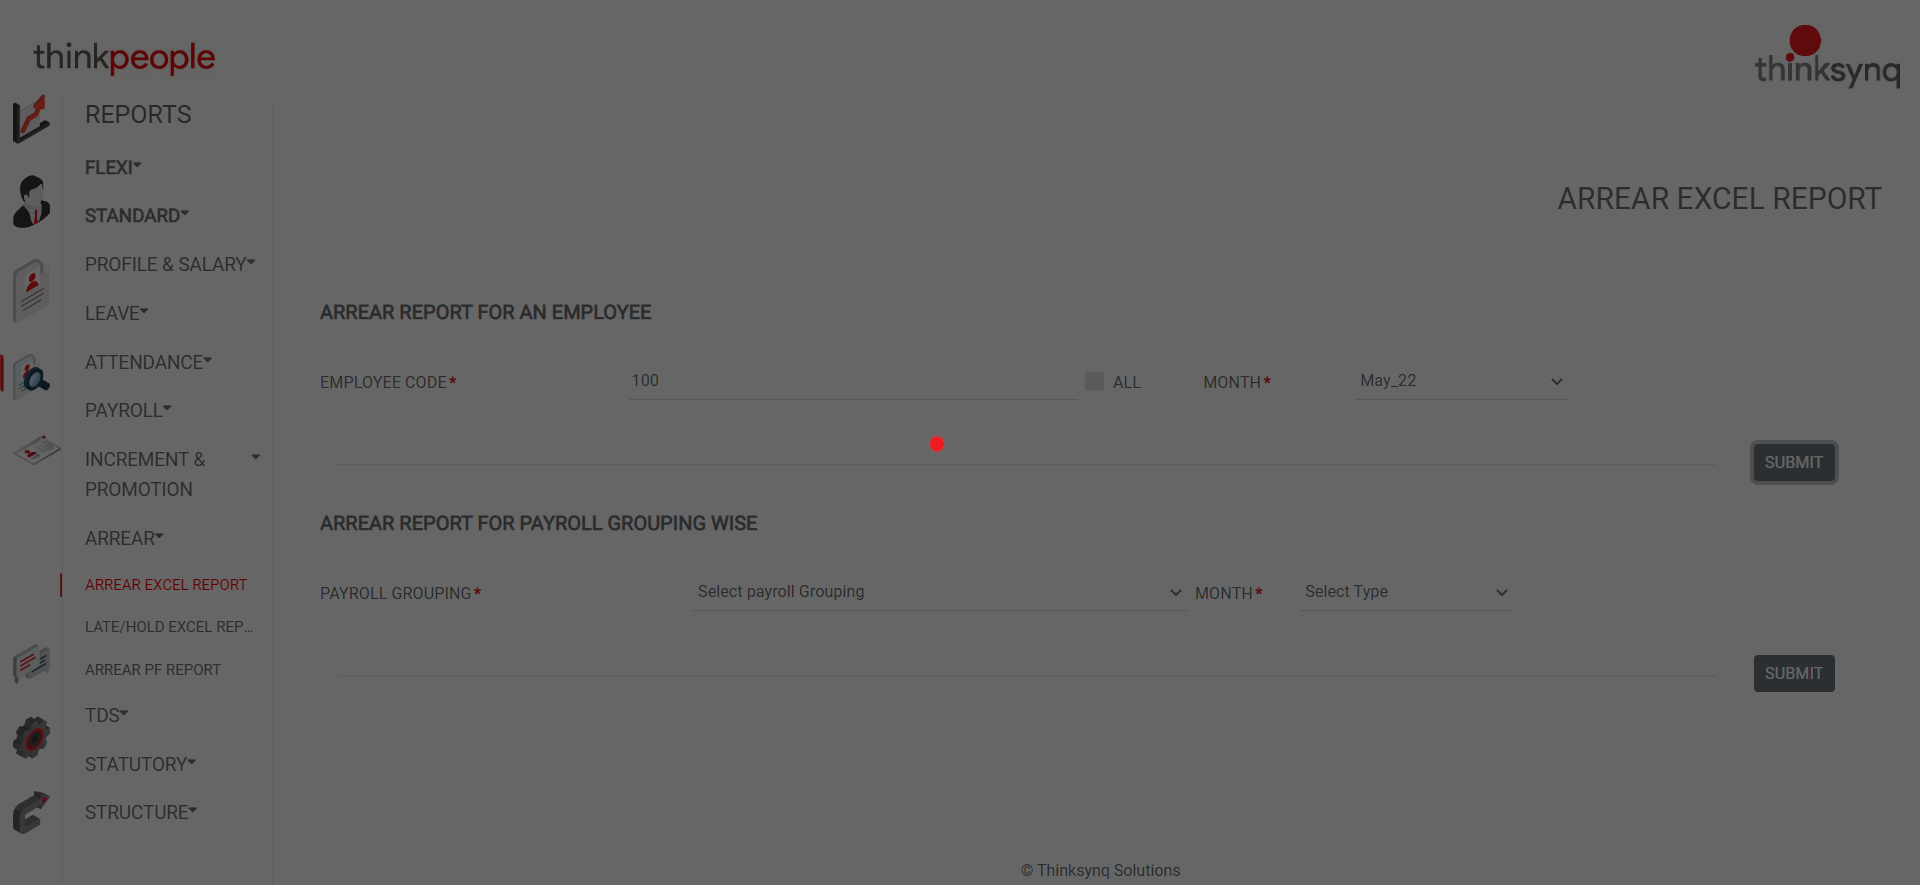 thinkpeople
thinksynq
REPORTS
FLEXI
STANDARD
PROFILE & SALARY
LEAVE
ATTENDANCE
PAYROLL
INCREMENT &
PROMOTION
ARREAR
ARREAR EXCEL REPORT
LATE/HOLD EXCEL REP...
ARREAR PF REPORT
TDS
STATUTORY
STRUCTURE
ARREAR EXCEL REPORT
ARREAR REPORT FOR AN EMPLOYEE
EMPLOYEE CODE* 100 ALL MONTH* May_22
SUBMIT
ARREAR REPORT FOR PAYROLL GROUPING WISE
PAYROLL GROUPING* Select payroll Grouping MONTH* Select Type
SUBMIT
© Thinksynq Solutions